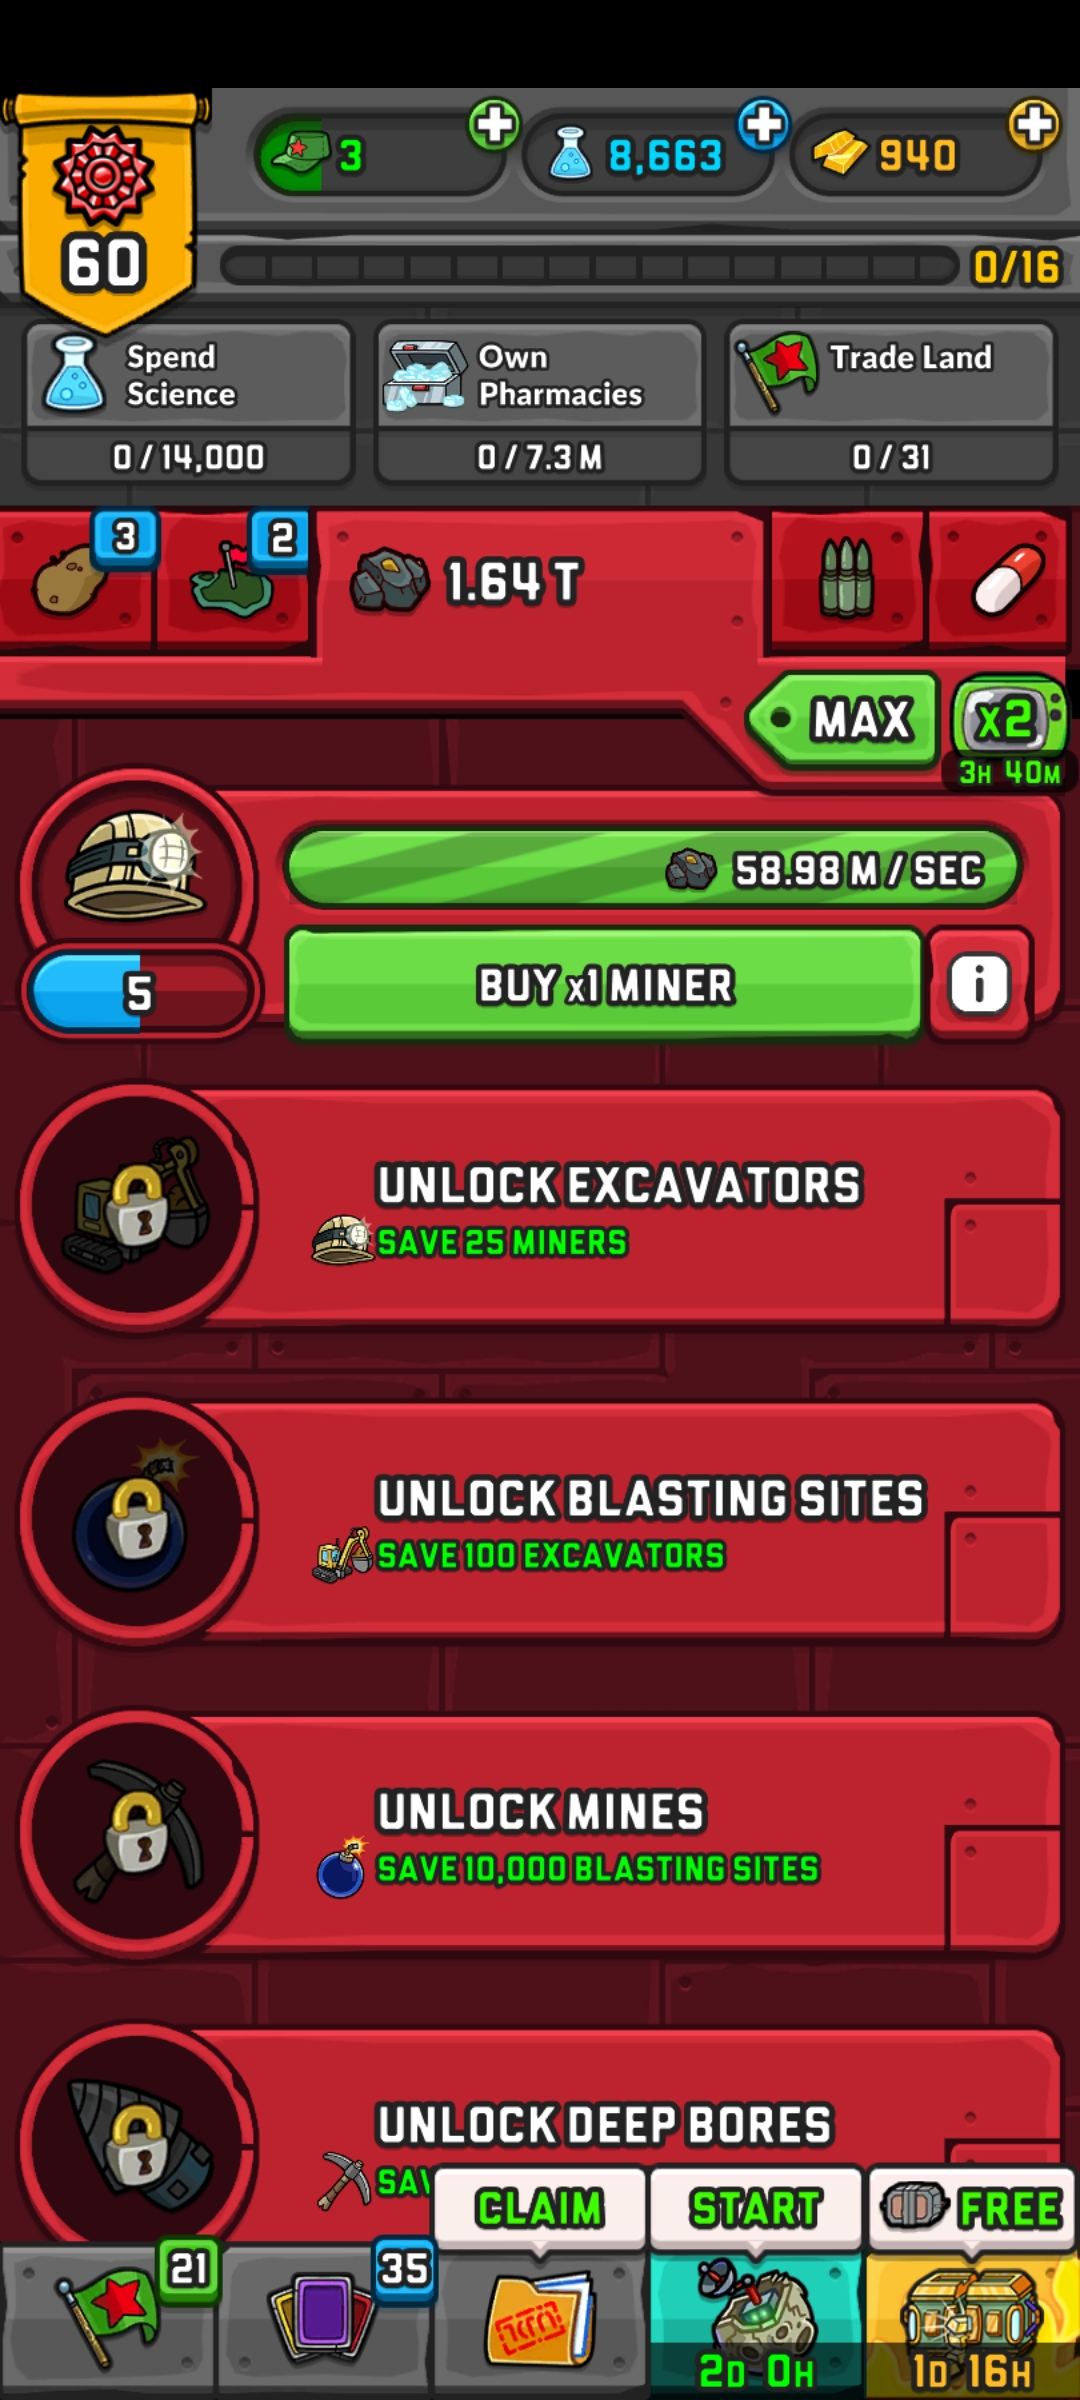 3
8,663
940
60
0/16
Spend
Science
0 / 14,000
Own
Pharmacies
0 / 7.3 M
Trade Land
0 / 31
3
2
1.64 T
MAX
x2
3H 40M
58.98 M / SEC
5
BUY x1 MINER
i
UNLOCK EXCAVATORS
SAVE 25 MINERS
UNLOCK BLASTING SITES
SAVE 100 EXCAVATORS
UNLOCK MINES
SAVE 10,000 BLASTING SITES
UNLOCK DEEP BORES
CLAIM
START
FREE
21
35
2D 0H
1D 16H